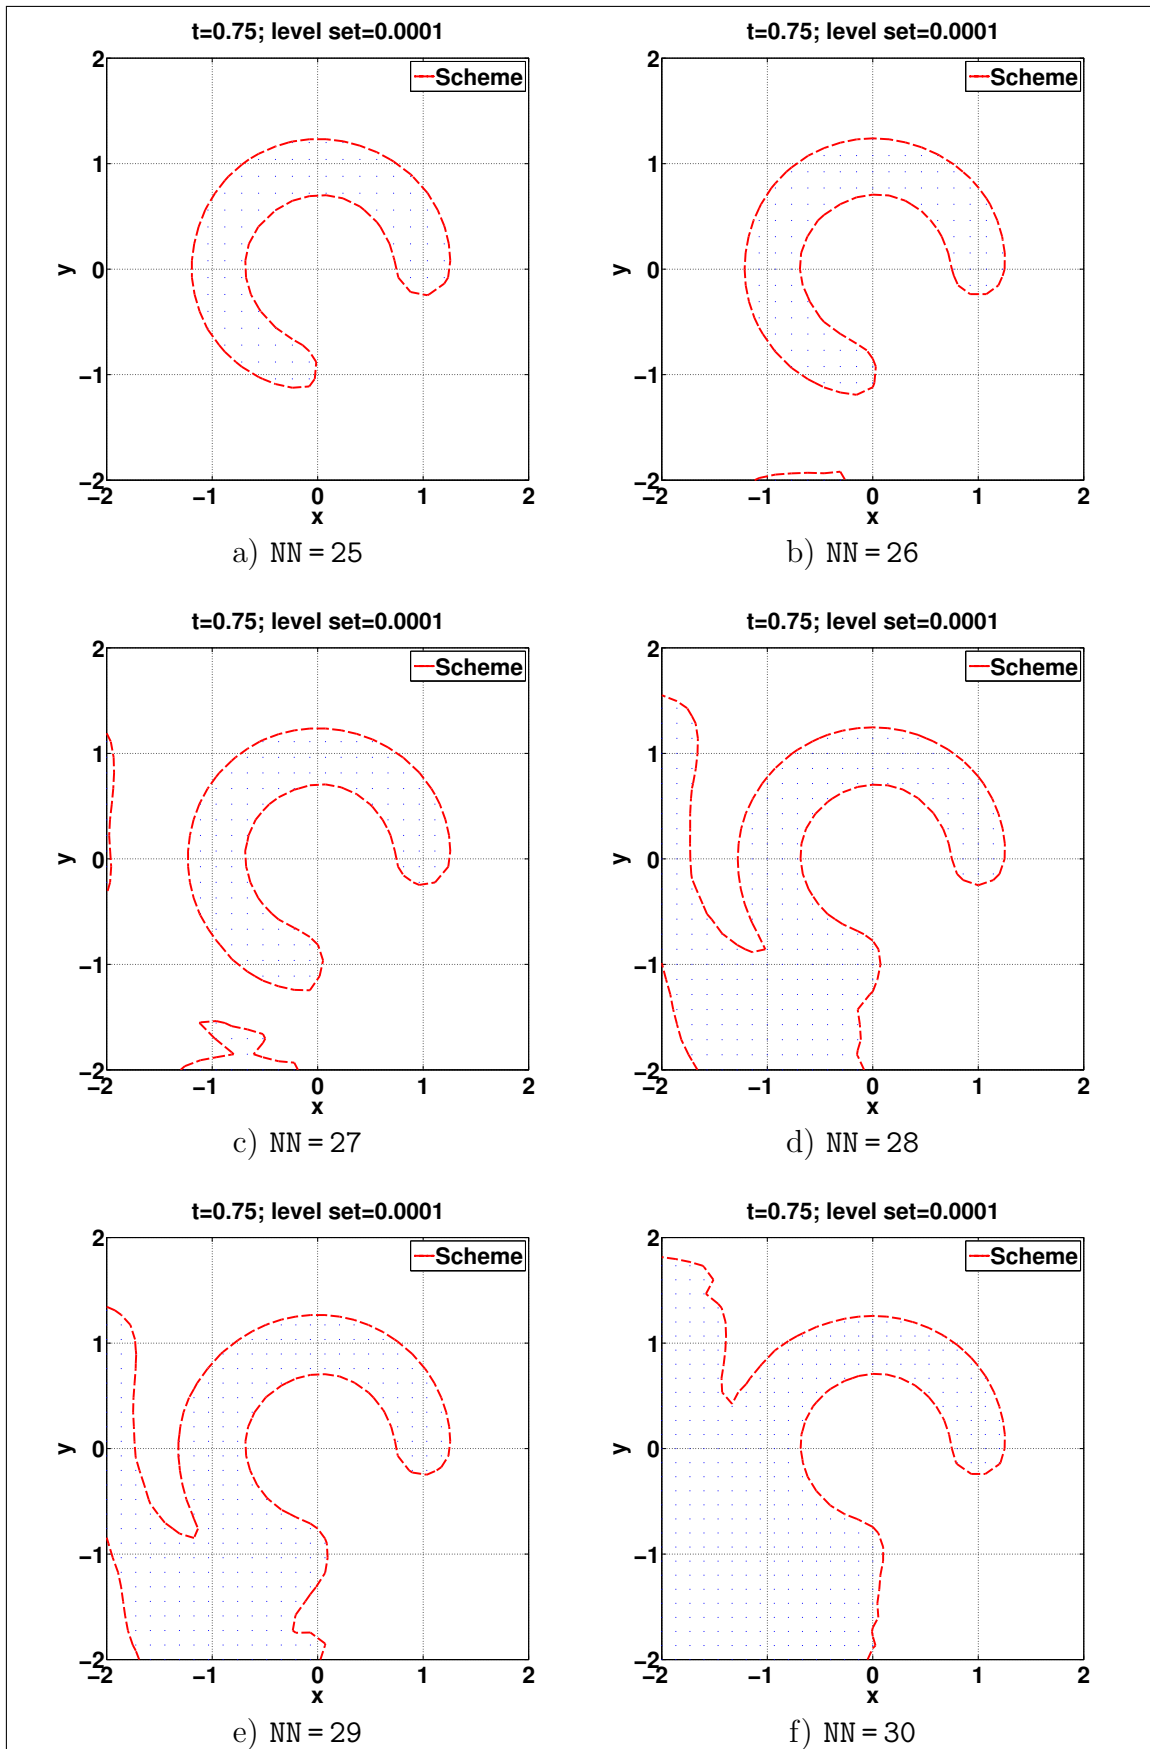 t=0.75; level set=0.0001
Scheme
2
1
0
−1
−2
y
−2 −1 0 1 2
x
a) NN = 25
t=0.75; level set=0.0001
Scheme
2
1
0
−1
−2
y
−2 −1 0 1 2
x
b) NN = 26
t=0.75; level set=0.0001
Scheme
2
1
0
−1
−2
y
−2 −1 0 1 2
x
c) NN = 27
t=0.75; level set=0.0001
Scheme
2
1
0
−1
−2
y
−2 −1 0 1 2
x
d) NN = 28
t=0.75; level set=0.0001
Scheme
2
1
0
−1
−2
y
−2 −1 0 1 2
x
e) NN = 29
t=0.75; level set=0.0001
Scheme
2
1
0
−1
−2
y
−2 −1 0 1 2
x
f) NN = 30